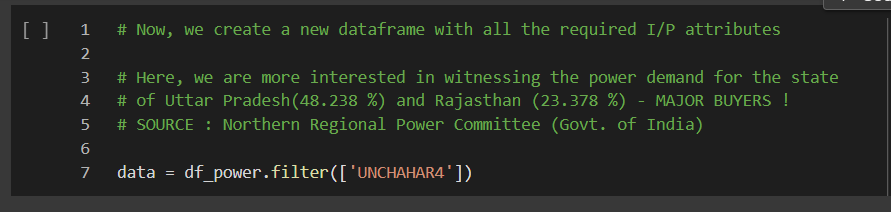 [ ] 1 # Now, we create a new dataframe with all the required I/P attributes
2
3 # Here, we are more interested in witnessing the power demand for the state
4 # of Uttar Pradesh(48.238 %) and Rajasthan (23.378 %) - MAJOR BUYERS !
5 # SOURCE : Northern Regional Power Committee (Govt. of India)
6
7 data = df_power.filter(['UNCHAHAR4'])